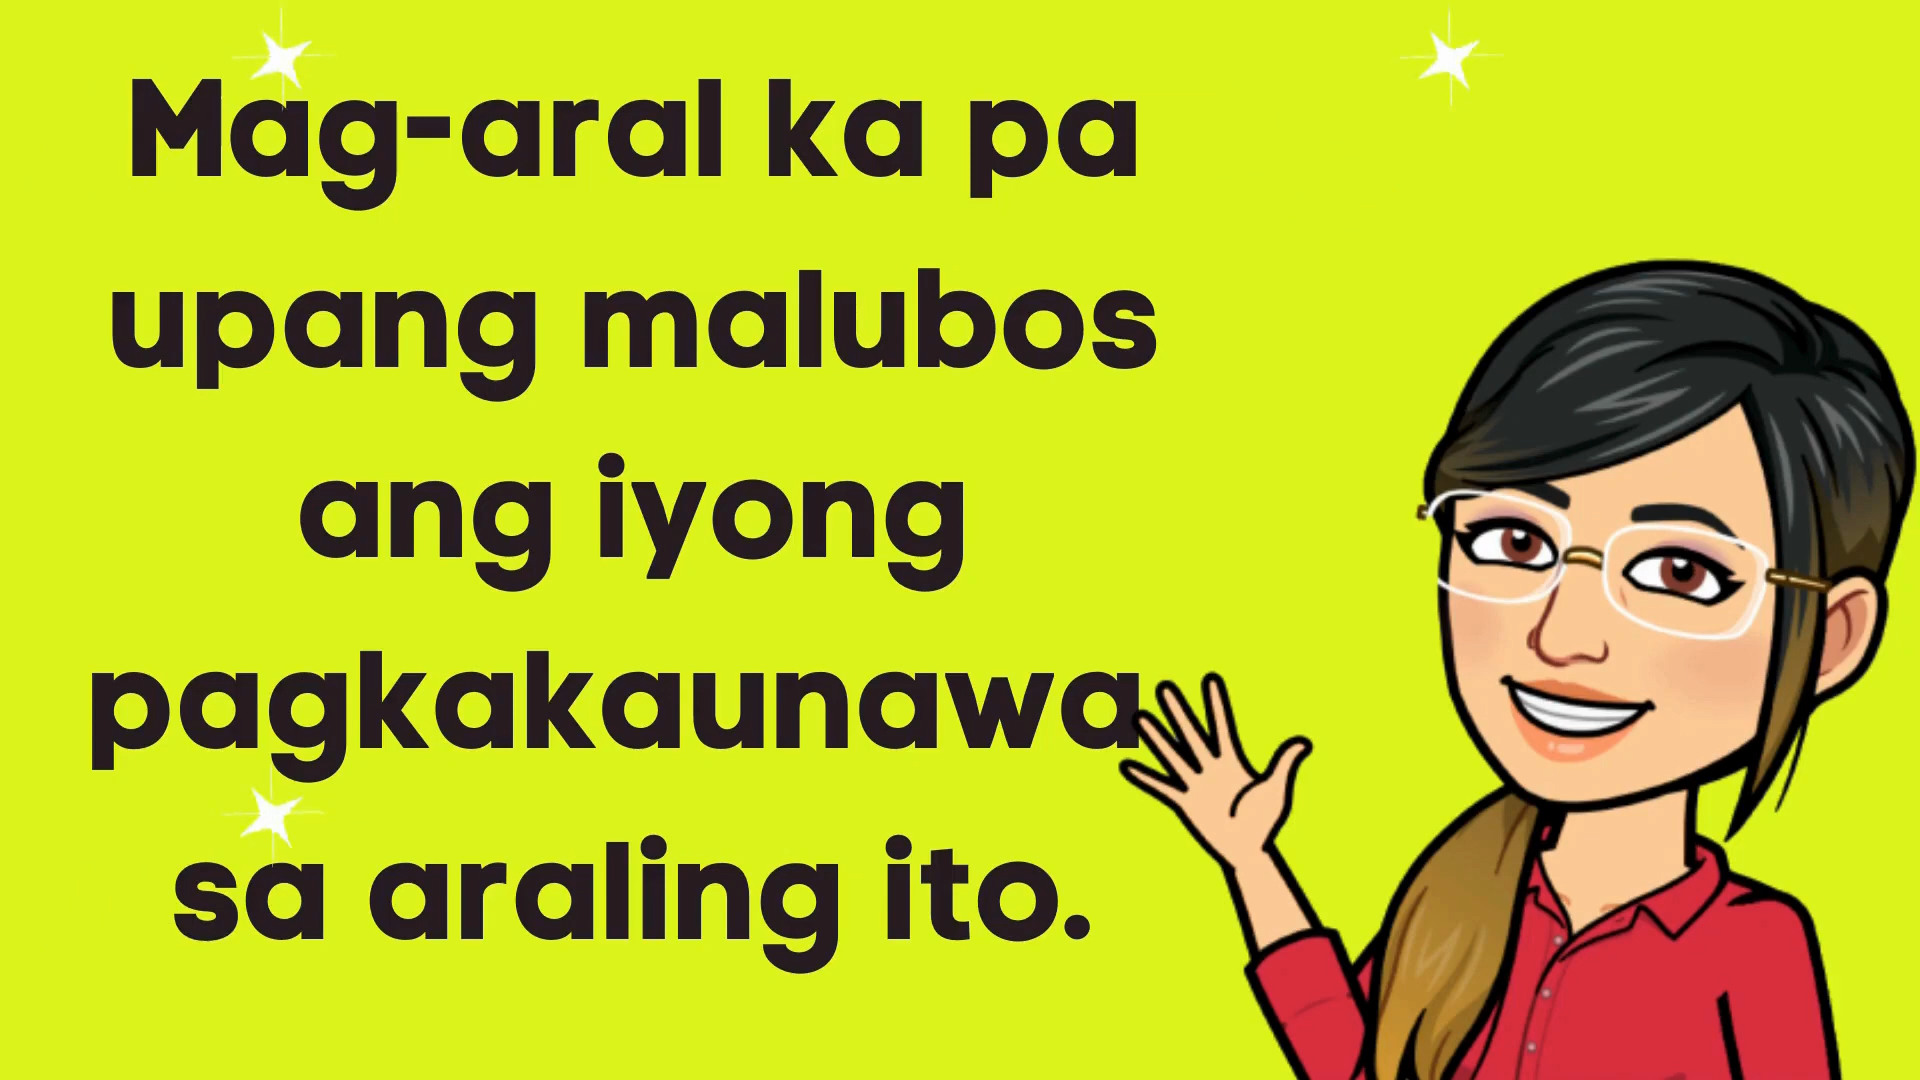 Mag-aral ka pa
upang malubos
ang iyong
pagkakaunawa
sa araling ito.